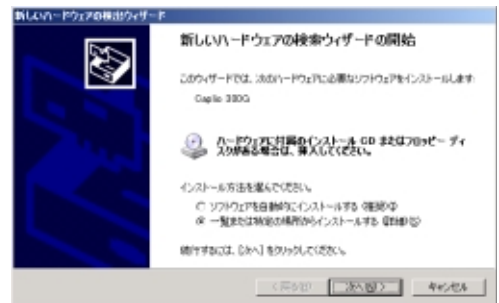 新しいハードウェアの検出ウィザード
新しいハードウェアの検索ウィザードの開始
このウィザードでは、次のハードウェアに必要なソフトウェアをインストールします:
Caplio 300G
ハードウェアに付属のインストール CD またはフロッピー ディ
スクがある場合は、挿入してください。
インストール方法を選んでください。
ソフトウェアを自動的にインストールする (推奨)(I)
一覧または特定の場所からインストールする (詳細)(S)
続行するには、[次へ] をクリックしてください。
< 戻る(B)
次へ(N) >
キャンセル